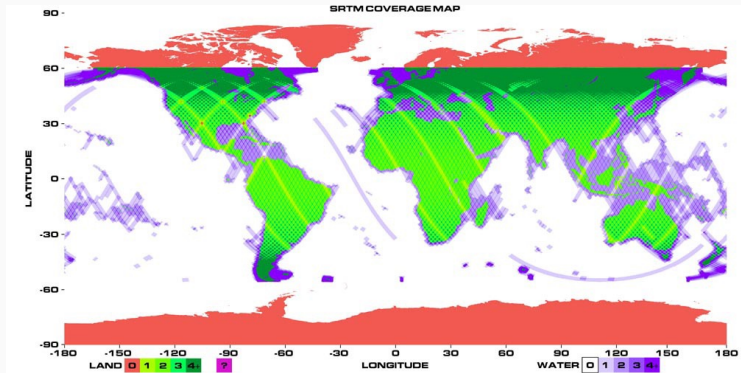 SRTM COVERAGE MAP
90
60
30
0
-30
-60
-90
LATITUDE
-180 -150 -120 -90 -60 -30 0 30 60 90 120 150 180
LAND 0 1 2 3 4+ ? LONGITUDE WATER 0 1 2 3 4+